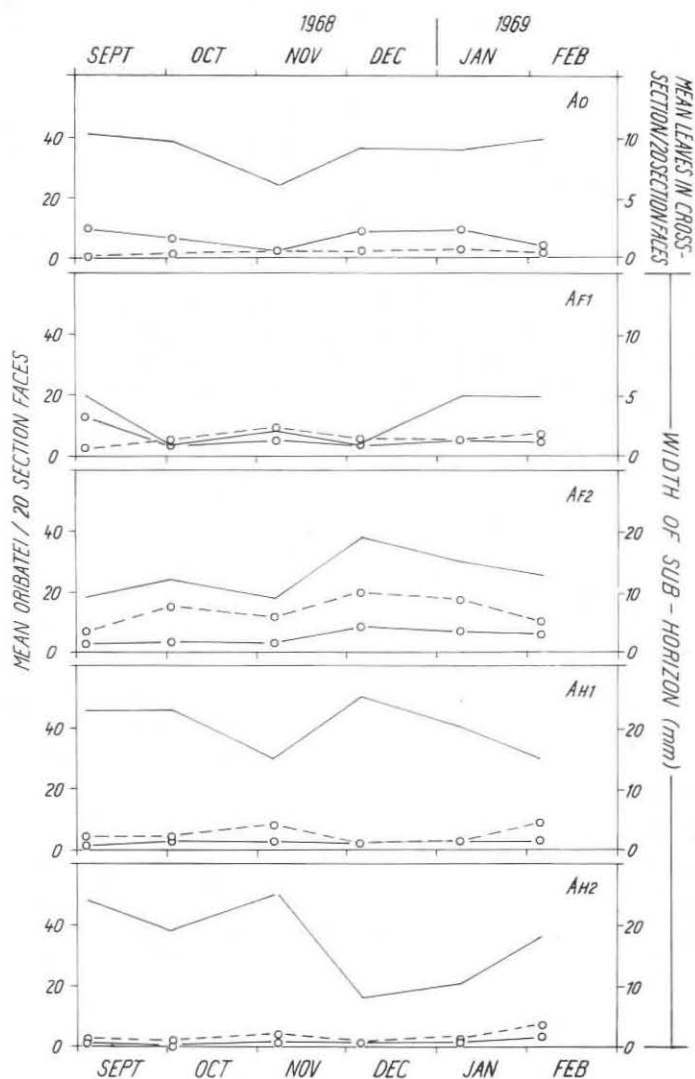 1968 1969
SEPT OCT NOV DEC JAN FEB
MEAN LEAVES IN CROSS-
SECTION/20 SECTION FACES
MEAN ORIBATEI / 20 SECTION FACES
WIDTH OF SUB-HORIZON (mm)
AO
40
20
0
10
5
0
AF1
40
20
0
10
5
0
AF2
40
20
0
20
10
0
AH1
40
20
0
20
10
0
AH2
40
20
0
20
10
0
SEPT OCT NOV DEC JAN FEB